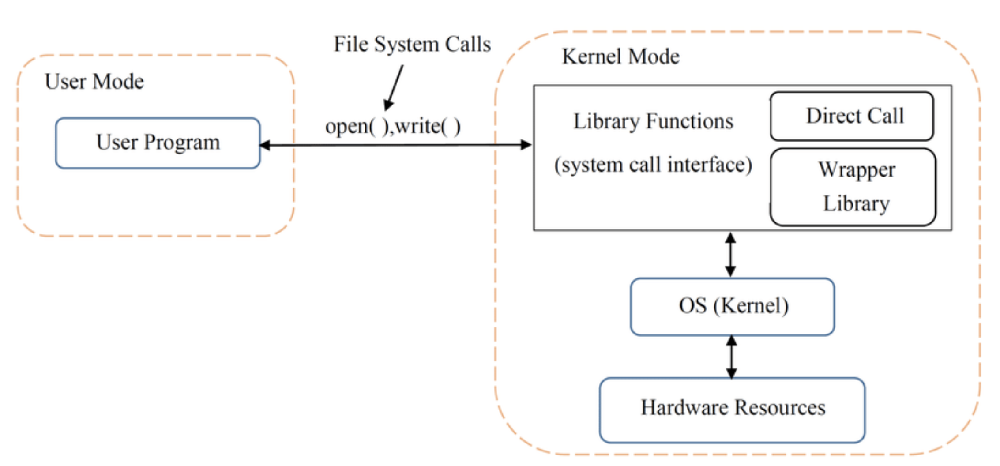 File System Calls
User Mode
User Program
open( ),write( )
Kernel Mode
Library Functions
(system call interface)
Direct Call
Wrapper
Library
OS (Kernel)
Hardware Resources